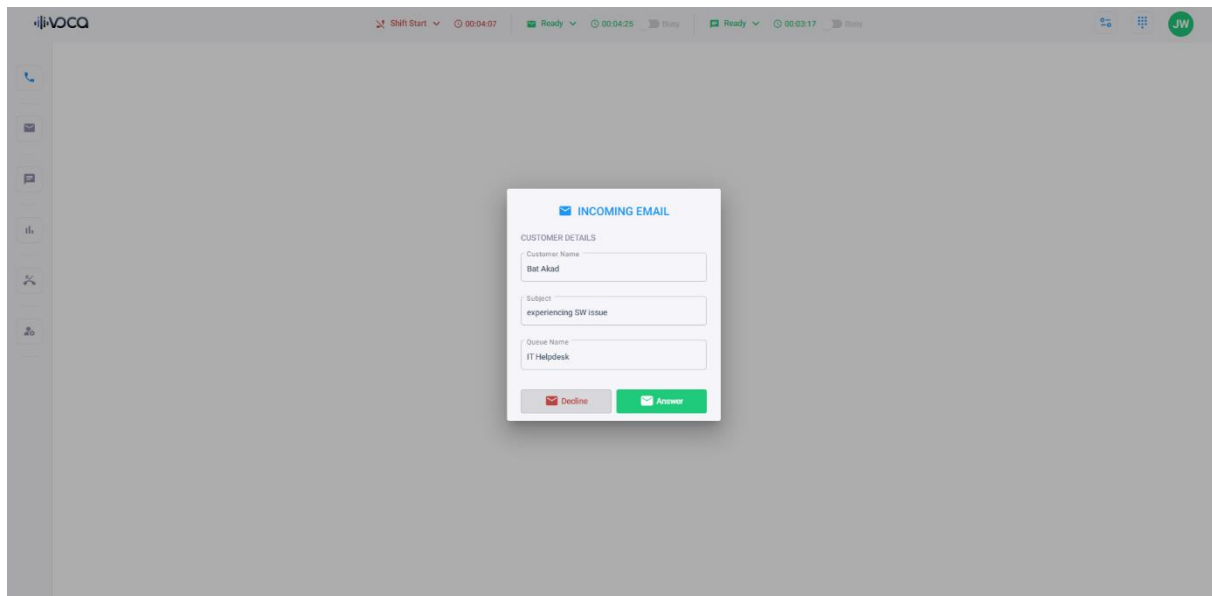 VOCA
Shift Start 00:04:07 Ready 00:04:25 Busy Ready 00:03:17 Busy JW
INCOMING EMAIL
CUSTOMER DETAILS
Customer Name
Bat Akad
Subject
experiencing SW issue
Queue Name
IT Helpdesk
Decline Answer